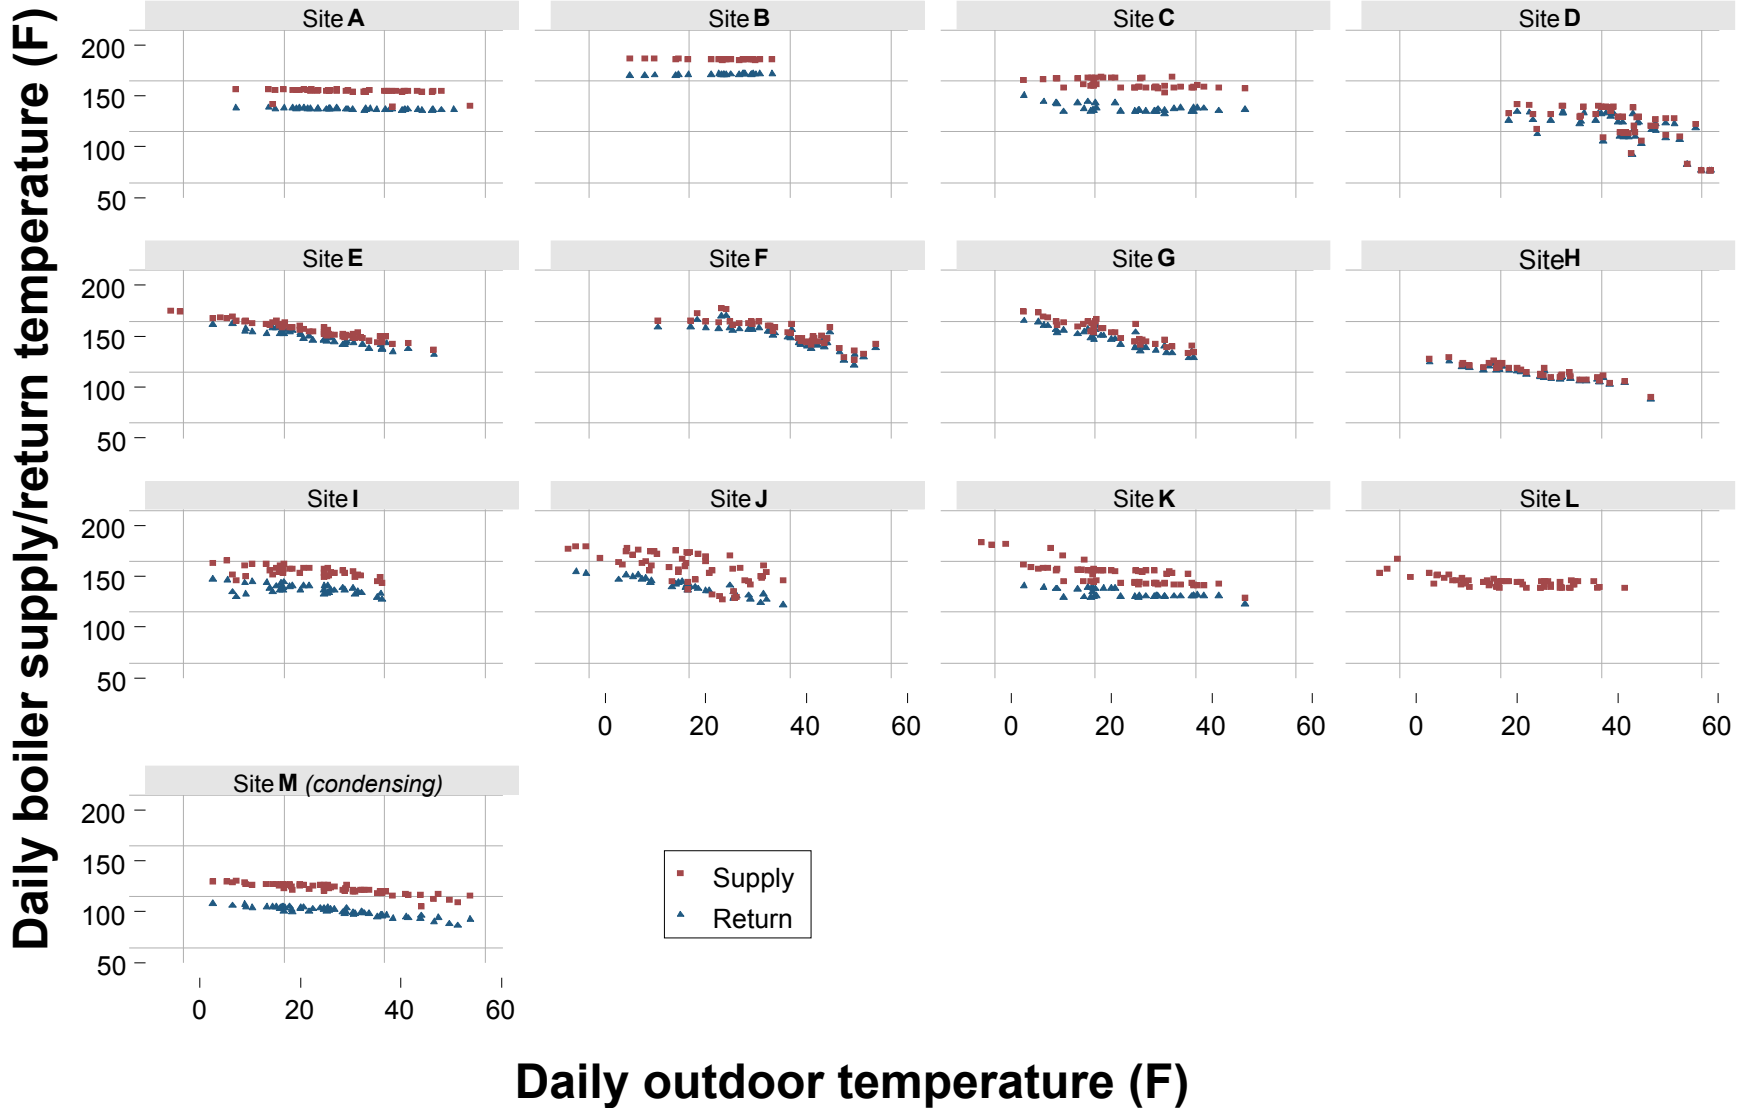 Daily boiler supply/return temperature (F)
Site A
Site B
Site C
Site D
200
150
100
50
Site E
Site F
Site G
SiteH
200
150
100
50
Site I
Site J
Site K
Site L
200
150
100
50
0 20 40 60
0 20 40 60
0 20 40 60
Site M (condensing)
200
150
100
50
0 20 40 60
Supply
Return
Daily outdoor temperature (F)